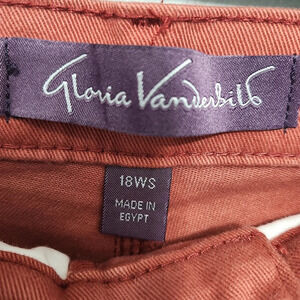 Gloria Vanderbilt
18WS
MADE IN
EGYPT